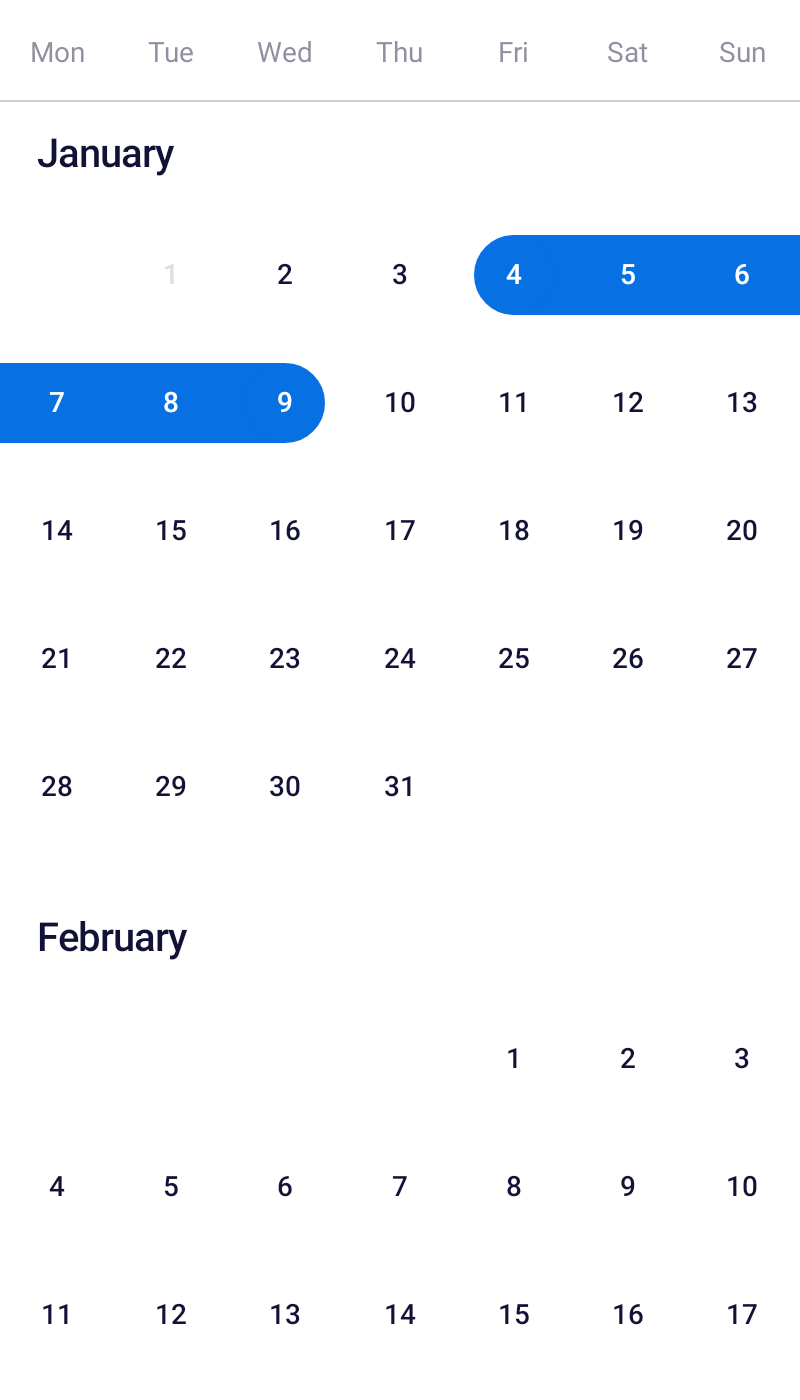 Mon Tue Wed Thu Fri Sat Sun
January
1 2 3 4 5 6
7 8 9 10 11 12 13
14 15 16 17 18 19 20
21 22 23 24 25 26 27
28 29 30 31
February
1 2 3
4 5 6 7 8 9 10
11 12 13 14 15 16 17